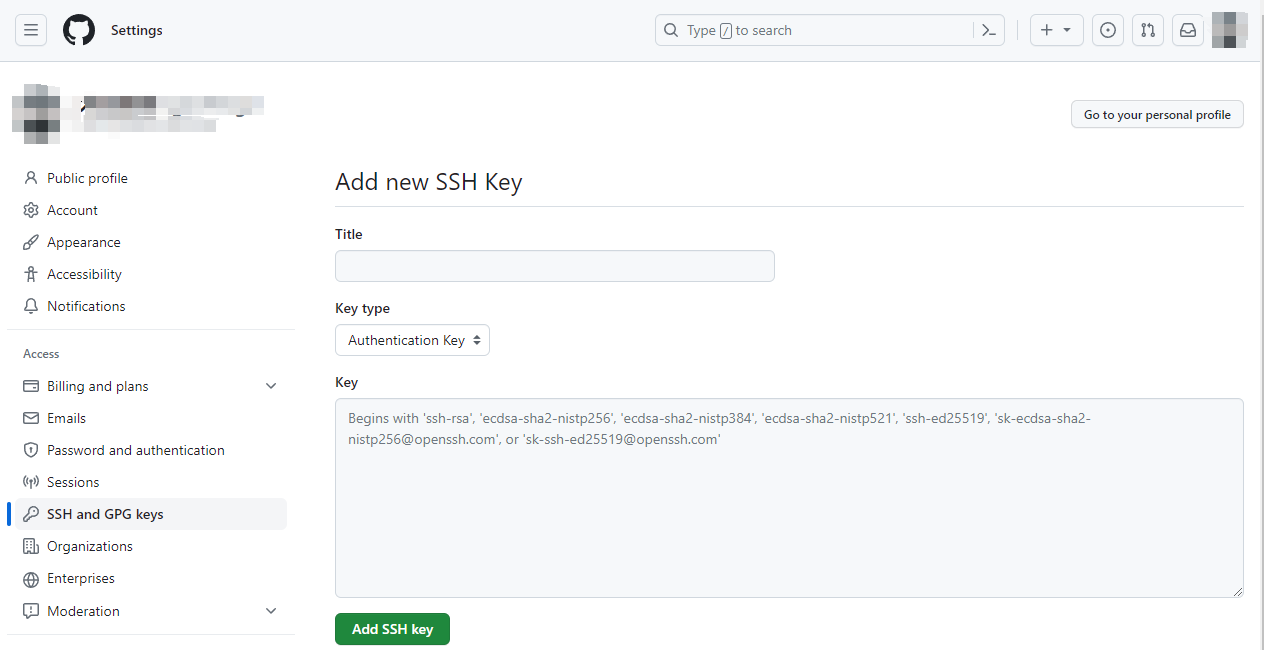 Settings
Type / to search
Go to your personal profile
Public profile
Account
Appearance
Accessibility
Notifications
Access
Billing and plans
Emails
Password and authentication
Sessions
SSH and GPG keys
Organizations
Enterprises
Moderation
Add new SSH Key
Title
Key type
Authentication Key
Key
Begins with 'ssh-rsa', 'ecdsa-sha2-nistp256', 'ecdsa-sha2-nistp384', 'ecdsa-sha2-nistp521', 'ssh-ed25519', 'sk-ecdsa-sha2-
nistp256@openssh.com', or 'sk-ssh-ed25519@openssh.com'
Add SSH key